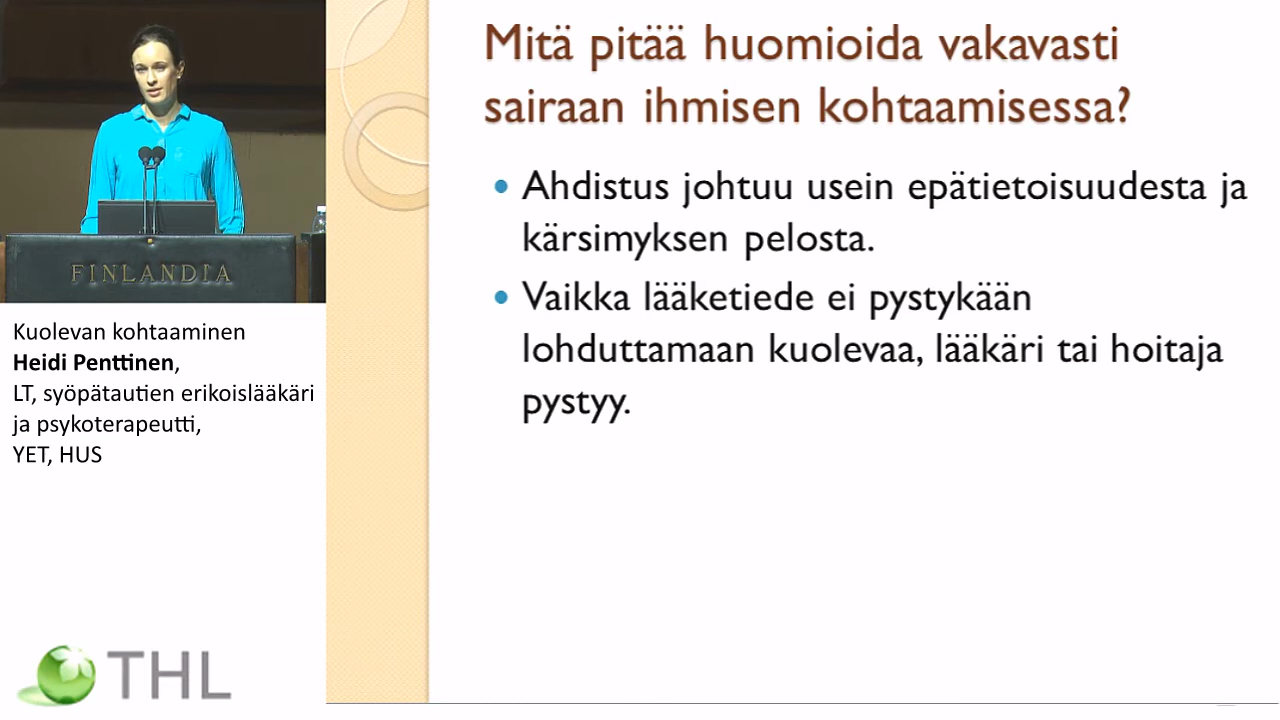 Mitä pitää huomioida vakavasti
sairaan ihmisen kohtaamisessa?
• Ahdistus johtuu usein epätietoisuudesta ja
kärsimyksen pelosta.
• Vaikka lääketiede ei pystykään
lohduttamaan kuolevaa, lääkäri tai hoitaja
pystyy.
FINLANDIA
Kuolevan kohtaaminen
Heidi Penttinen,
LT, syöpätautien erikoislääkäri
ja psykoterapeutti,
YET, HUS
THL